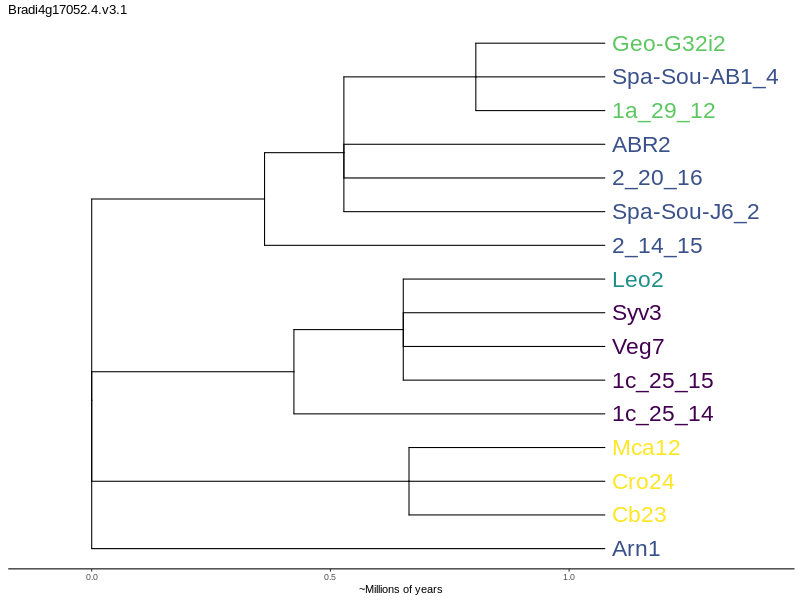 Bradi4g17052.4.v3.1
Geo-G32i2
Spa-Sou-AB1_4
1a_29_12
ABR2
2_20_16
Spa-Sou-J6_2
2_14_15
Leo2
Syv3
Veg7
1c_25_15
1c_25_14
Mca12
Cro24
Cb23
Arn1
0.0 0.5 1.0
~Millions of years